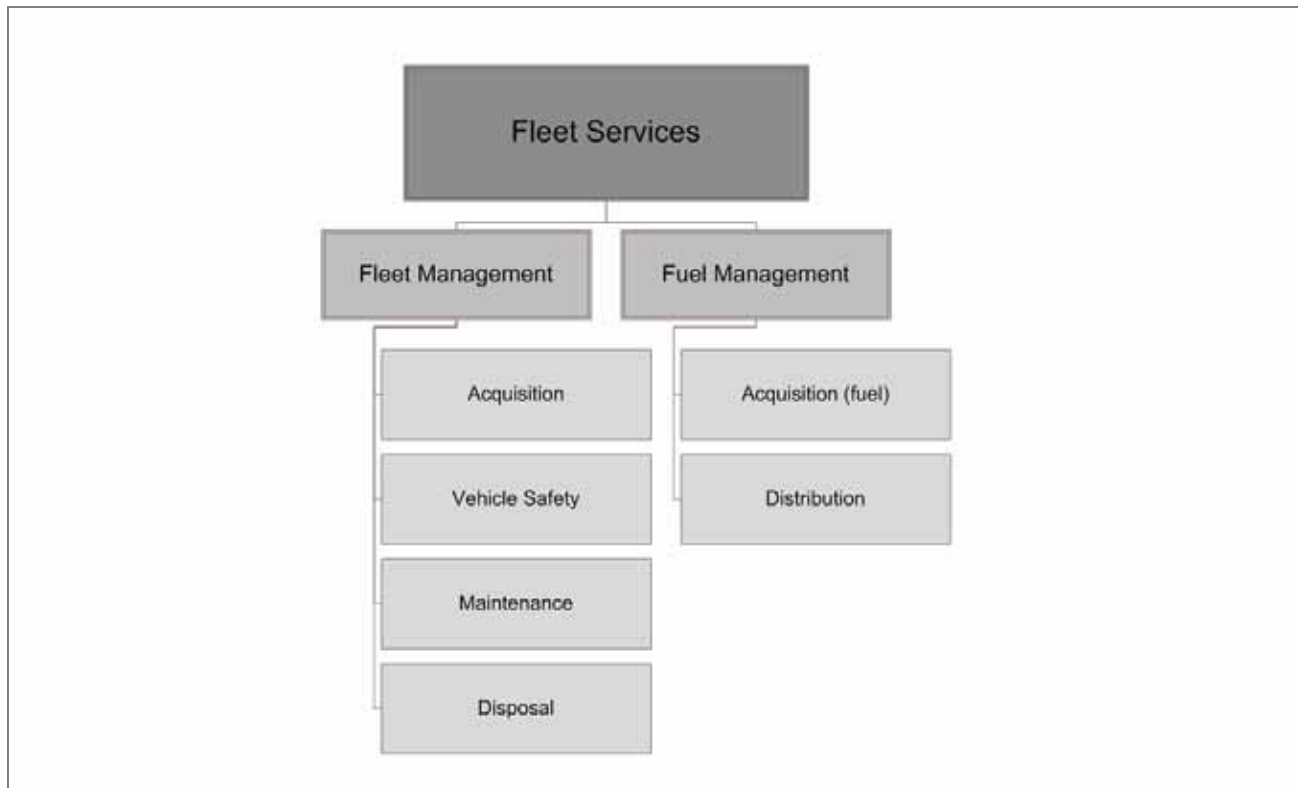 Fleet Services
Fleet Management
Fuel Management
Acquisition
Acquisition (fuel)
Vehicle Safety
Distribution
Maintenance
Disposal